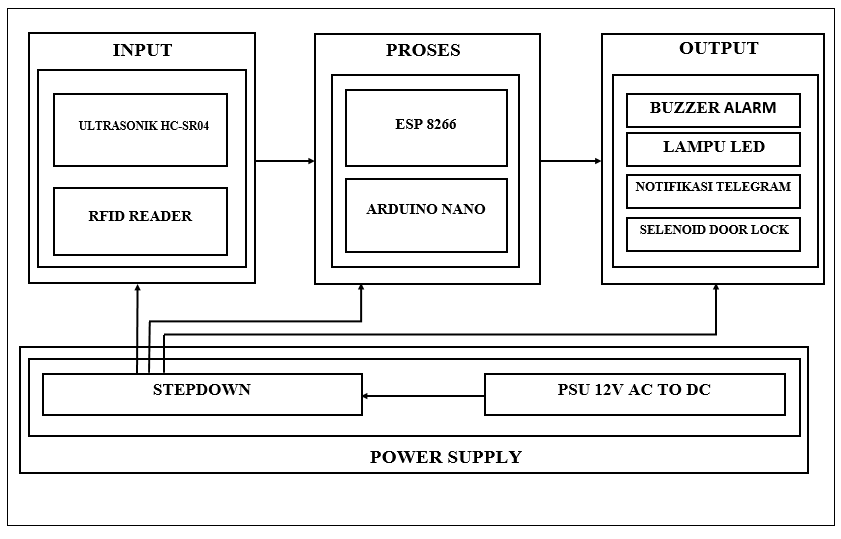 INPUT
ULTRASONIK HC-SR04
RFID READER
PROSES
ESP 8266
ARDUINO NANO
OUTPUT
BUZZER ALARM
LAMPU LED
NOTIFIKASI TELEGRAM
SELENOID DOOR LOCK
STEPDOWN
PSU 12V AC TO DC
POWER SUPPLY